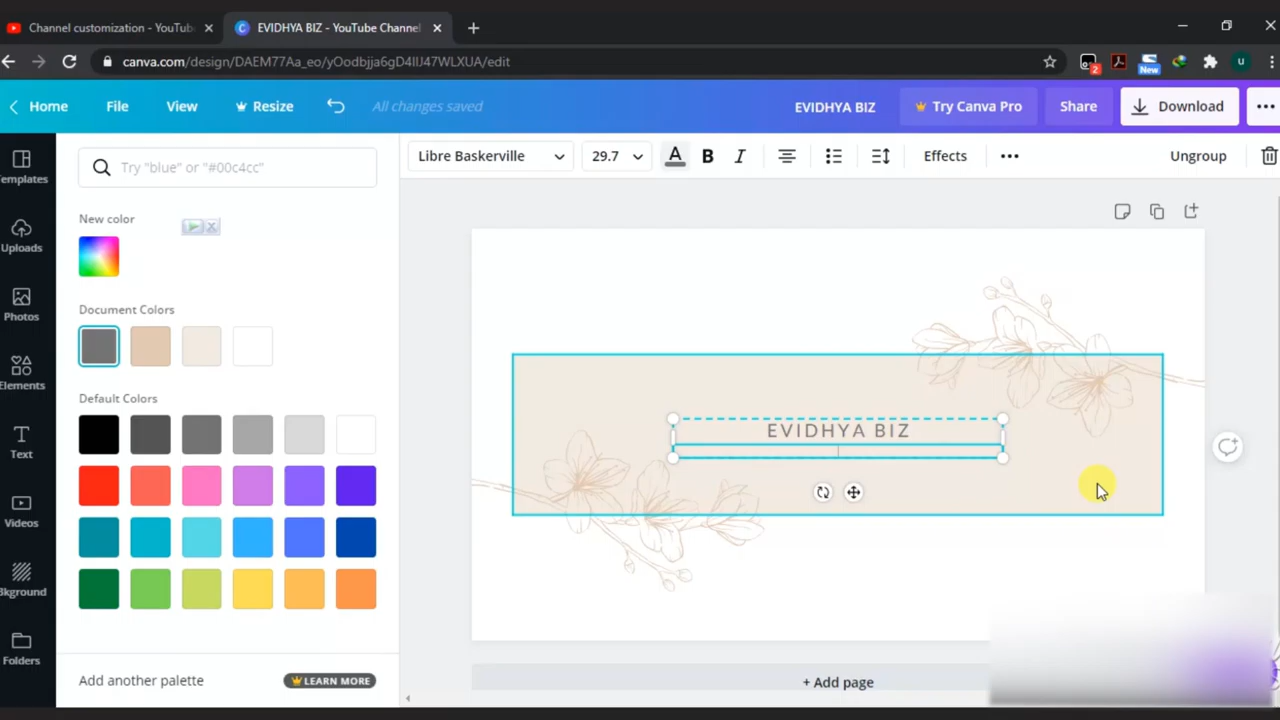 Channel customization - YouTub
EVIDHYA BIZ - YouTube Channel
canva.com/design/DAEM77Aa_eo/yOodbjja6gD4IIJ47WLXUA/edit
2
New
u
Home
File
View
Resize
All changes saved
EVIDHYA BIZ
Try Canva Pro
Share
Download
Templates
Uploads
Photos
Elements
Text
Videos
Bkground
Folders
Try "blue" or "#00c4cc"
New color
Document Colors
Default Colors
Add another palette
LEARN MORE
Libre Baskerville
29.7
A
B
I
Effects
Ungroup
EVIDHYA BIZ
+ Add page